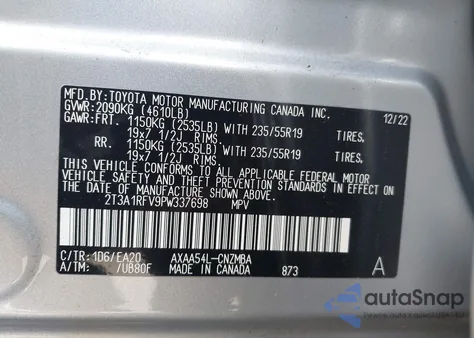 MFD.BY:TOYOTA MOTOR MANUFACTURING CANADA INC.
GVWR:2090KG (4610LB) 12/22
GAWR:FRT. 1150KG (2535LB) WITH 235/55R19 TIRES,
19x7 1/2J RIMS.
RR. 1150KG (2535LB) WITH 235/55R19 TIRES,
19x7 1/2J RIMS.
THIS VEHICLE CONFORMS TO ALL APPLICABLE FEDERAL MOTOR
VEHICLE SAFETY AND BUMPER STANDARDS IN EFFECT ON THE
DATE OF MANUFACTURE SHOWN ABOVE.
2T3A1RFV9PW337698 MPV
C/TR:1D6/EA20 AXAA54L-CNZMBA
A/TM: /UB80F MADE IN CANADA 873 A
autoSnap